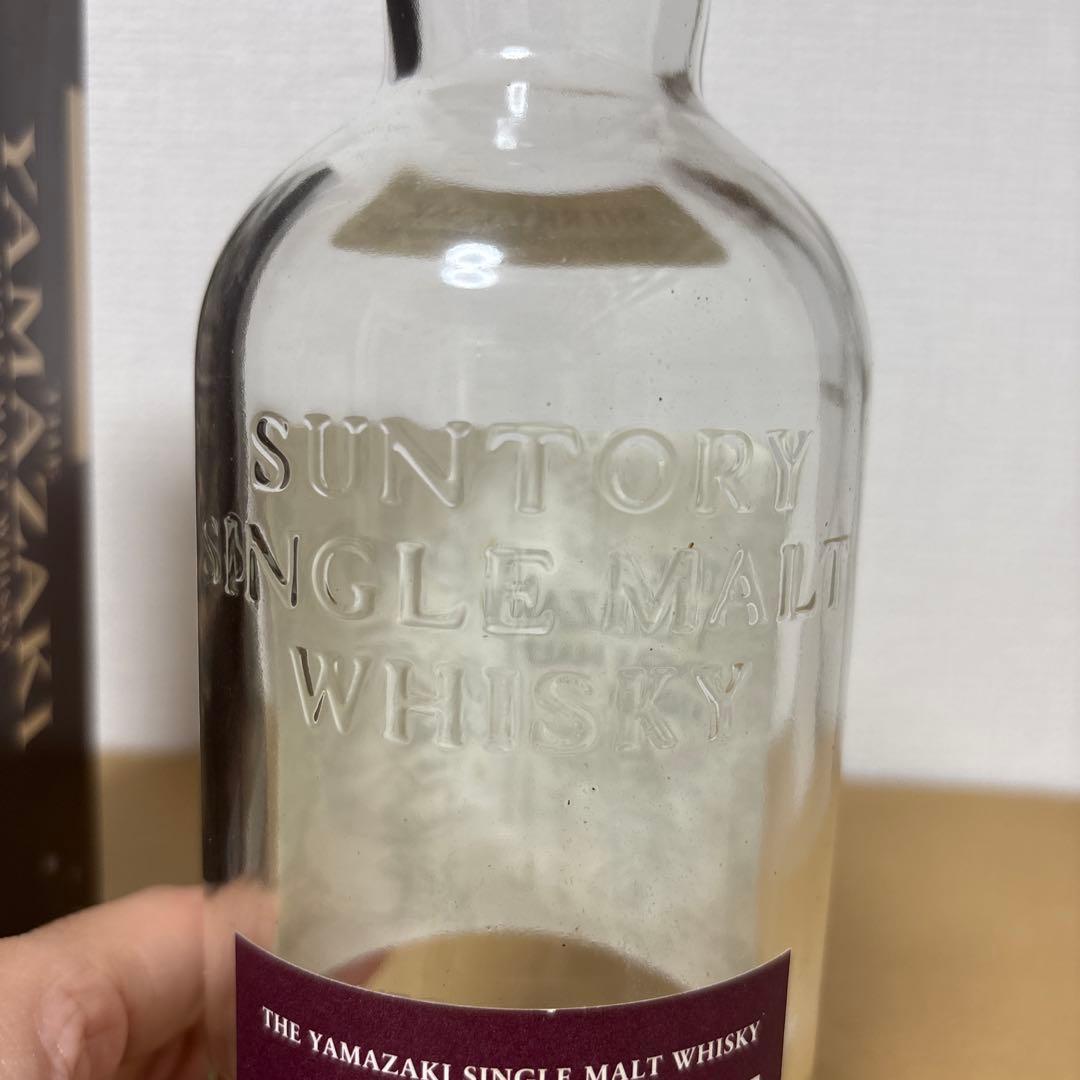 SUNTORY
SINGLE MALT
WHISKY
THE YAMAZAKI SINGLE MALT WHISKY
YAMAZAKI